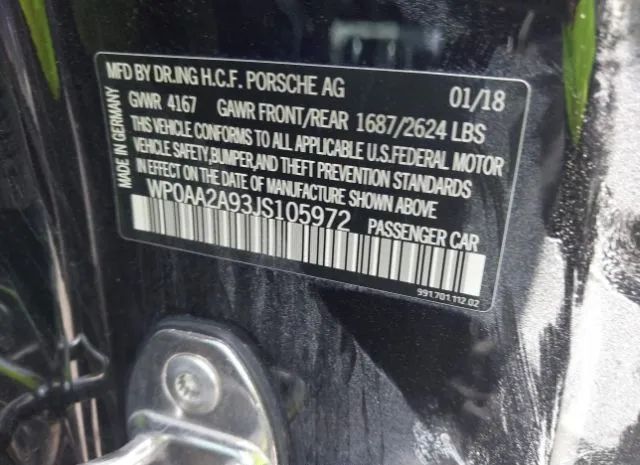 MFD BY DR.ING H.C.F. PORSCHE AG 01/18
GVWR 4167 GAWR FRONT/REAR 1687/2624 LBS
THIS VEHICLE CONFORMS TO ALL APPLICABLE U.S.FEDERAL MOTOR
VEHICLE SAFETY,BUMPER,AND THEFT PREVENTION STANDARDS
IN EFFECT ON THE DATE OF MANUFACTURE SHOWN ABOVE.
WP0AA2A93JS105972 PASSENGER CAR
MADE IN GERMANY
991.701.112.02